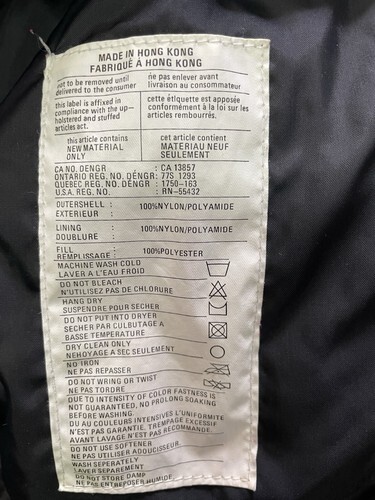 MADE IN HONG KONG
FABRIQUÉ A HONG KONG
not to be removed until
delivered to the consumer
ne pas enlever avant
livraison au consommateur
this label is affixed in
compliance with the up-
holstered and stuffed
articles act.
cette étiquette est apposée
conformément à la loi sur les
articles rembourrés.
this article contains
NEW MATERIAL
ONLY
cet article contient
MATERIAU NEUF
SEULEMENT
CA NO. DENGR : CA 13857
ONTARIO REG. NO. DENGR: 77S 1293
QUEBEC REG. NO. DENGR : 1750-163
U.S.A. REG. NO. : RN-55432
OUTERSHELL :
EXTERIEUR :
100%NYLON/POLYAMIDE
LINING :
DOUBLURE :
100%NYLON/POLYAMIDE
FILL
REMPLISSAGE :
100%POLYESTER
MACHINE WASH COLD
LAVER A L'EAU FROID
DO NOT BLEACH
N'UTILISEZ PAS DE CHLORURE
HANG DRY
SUSPENDRE POUR SECHER
DO NOT PUT INTO DRYER
SECHER PAR CULBUTAGE A
BASSE TEMPERATURE
DRY CLEAN ONLY
NEHOYAGE A SEC SEULEMENT
NO IRON
NE PAS REPASSER
DO NOT WRING OR TWIST
NE PAS TORDRE
DUE TO INTENSITY OF COLOR FASTNESS IS
NOT GUARANTEED. NO PROLONG SOAKING
BEFORE WASHING.
DU AU COULEURS INTENSIVES L'UNIFORMITE
N'EST PAS GARANTIE. TREMPAGE EXCESSIF
AVANT LAVAGE N'EST PAS RECOMMANDE.
DO NOT USE SOFTENER
NE PAS UTILISER ADOUCISSEUR.
WASH SEPERATELY
LAVER SEPAREMENT
DO NOT STORE DAMP
NE PAS ENTREPOSER HUMIDE.